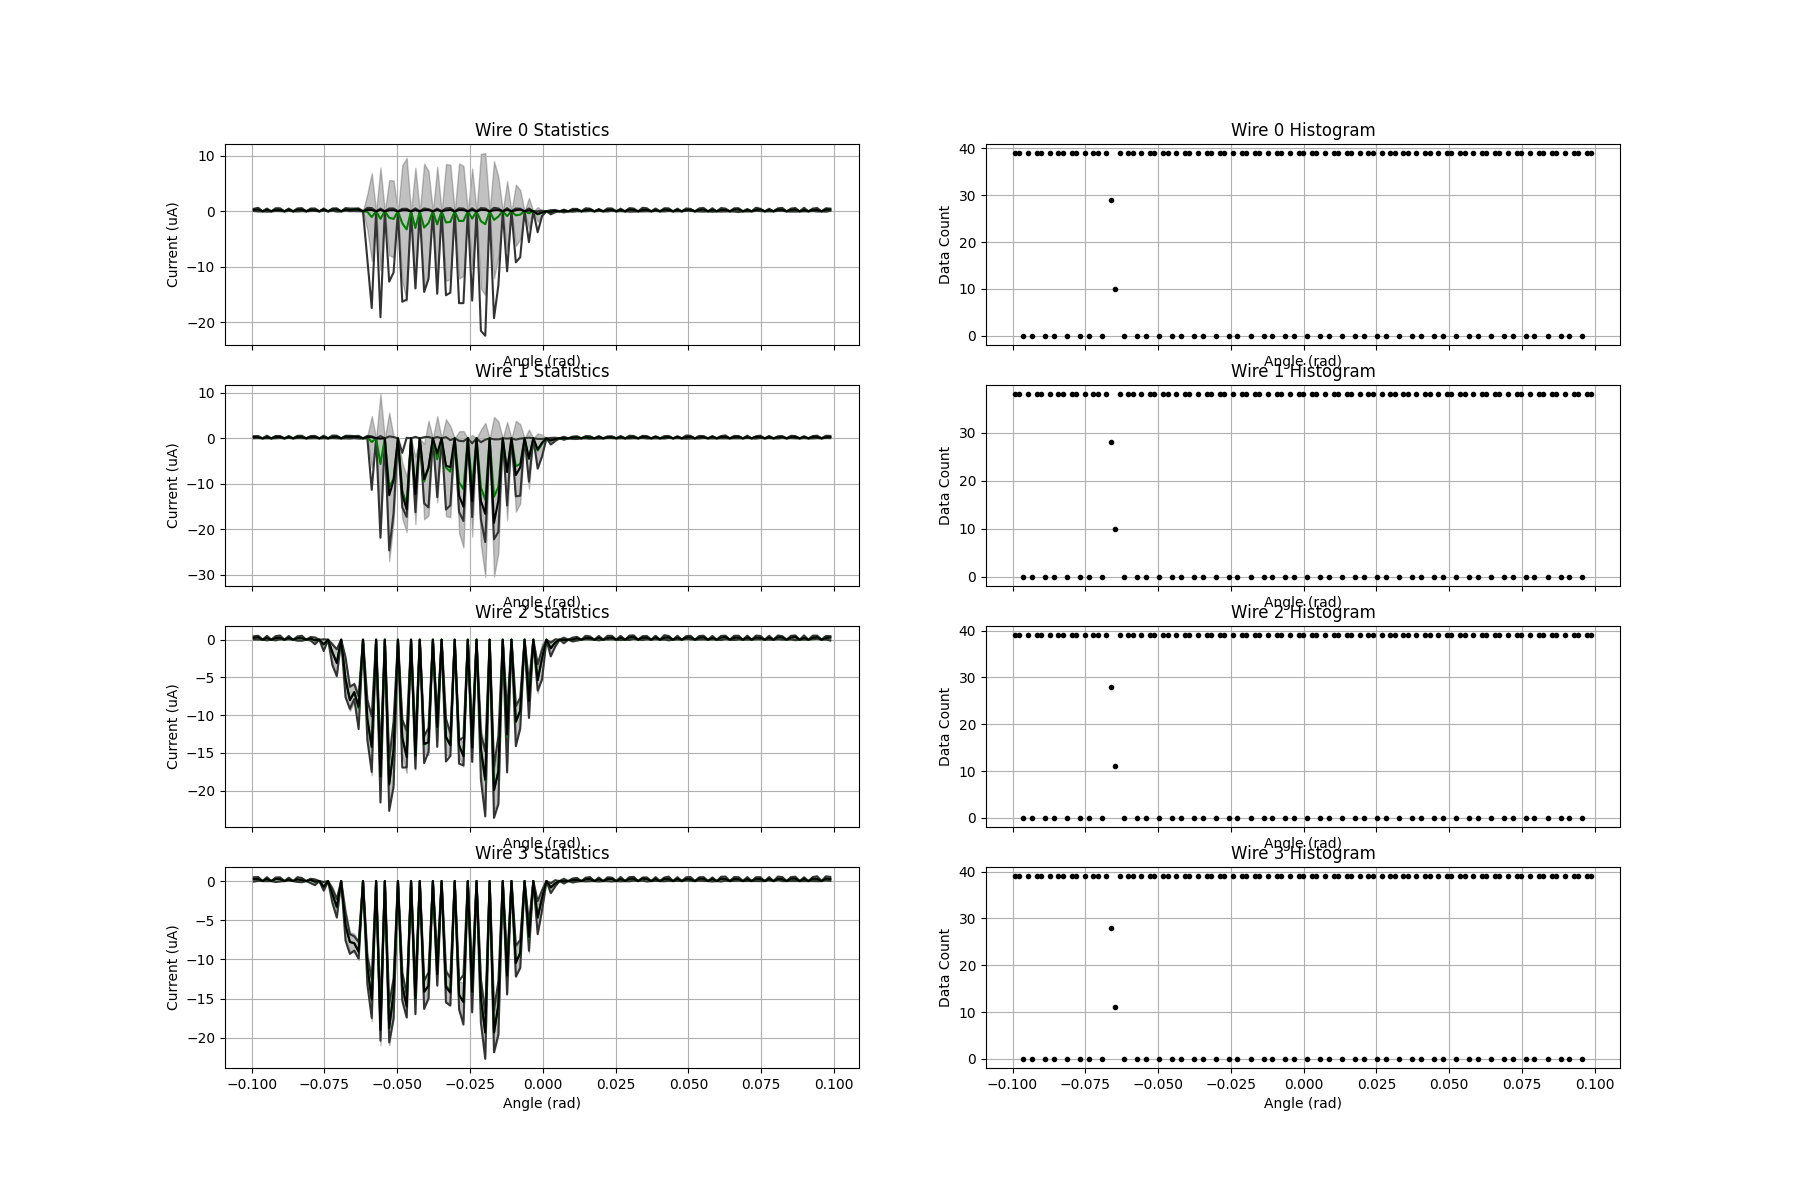 Wire 0 Statistics
Current (uA)
10
0
−10
−20
Angle (rad)
Wire 0 Histogram
Data Count
40
30
20
10
0
Angle (rad)
Wire 1 Statistics
Current (uA)
10
0
−10
−20
−30
Angle (rad)
Wire 1 Histogram
Data Count
30
20
10
0
Angle (rad)
Wire 2 Statistics
Current (uA)
0
−5
−10
−15
−20
Angle (rad)
Wire 2 Histogram
Data Count
40
30
20
10
0
Angle (rad)
Wire 3 Statistics
Current (uA)
0
−5
−10
−15
−20
−0.100 −0.075 −0.050 −0.025 0.000 0.025 0.050 0.075 0.100
Angle (rad)
Wire 3 Histogram
Data Count
40
30
20
10
0
−0.100 −0.075 −0.050 −0.025 0.000 0.025 0.050 0.075 0.100
Angle (rad)